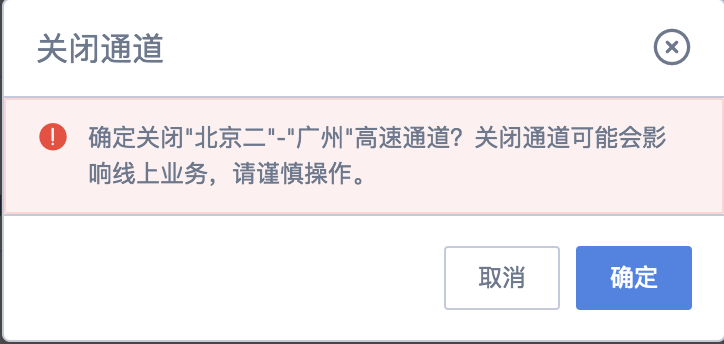 关闭通道
确定关闭"北京二"-"广州"高速通道？关闭通道可能会影
响线上业务，请谨慎操作。
取消
确定